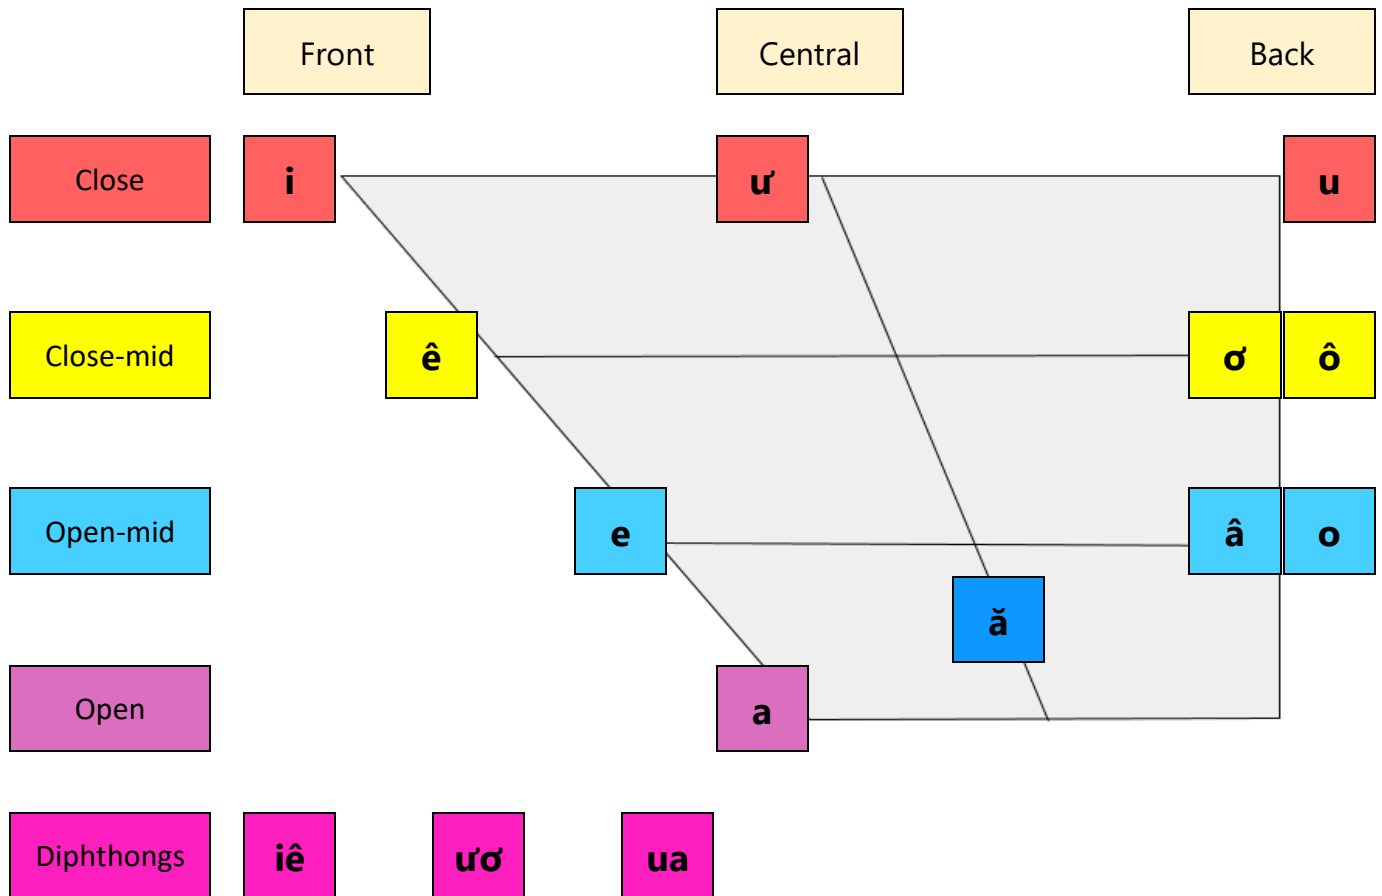 Front Central Back
Close i ư u
Close-mid ê ơ ô
Open-mid e â o
ă
Open a
Diphthongs iê ươ ua